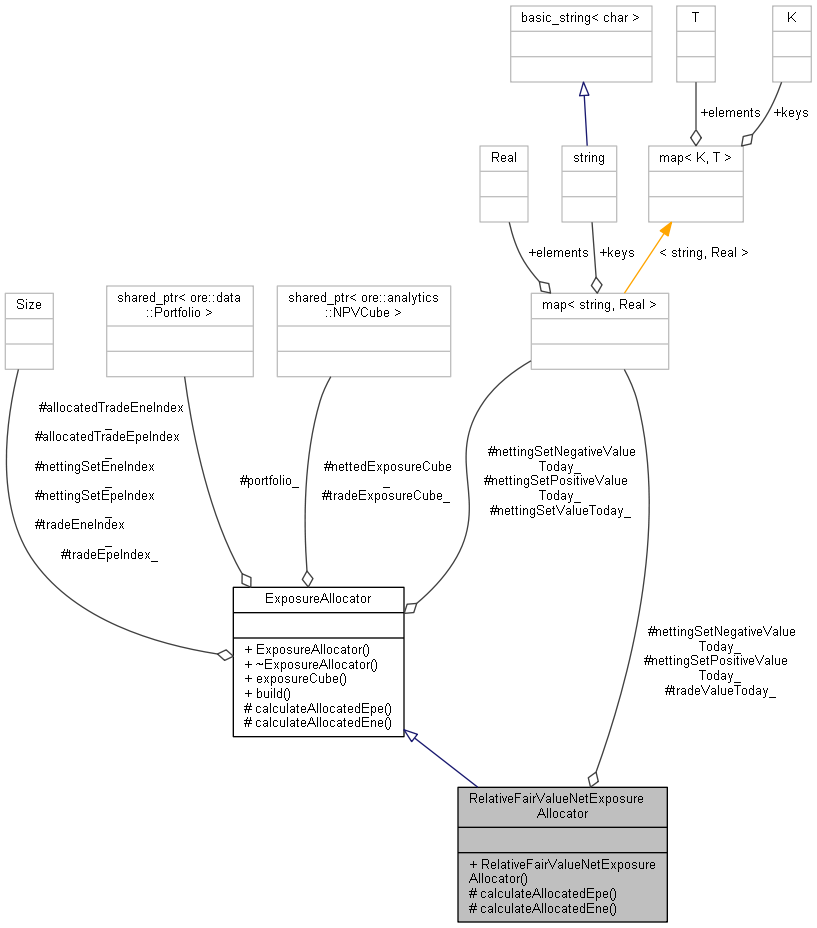 basic_string< char >
T
K
+elements
+keys
Real
string
map< K, T >
+elements
+keys
< string, Real >
Size
shared_ptr< ore::data
::Portfolio >
shared_ptr< ore::analytics
::NPVCube >
map< string, Real >
#allocatedTradeEneIndex
_
#allocatedTradeEpeIndex
_
#nettingSetEneIndex
_
#nettingSetEpeIndex
_
#tradeEneIndex
_
#tradeEpeIndex_
#portfolio_
#nettedExposureCube
_
#tradeExposureCube_
#nettingSetNegativeValue
Today_
#nettingSetPositiveValue
Today_
#nettingSetValueToday_
ExposureAllocator
+ ExposureAllocator()
+ ~ExposureAllocator()
+ exposureCube()
+ build()
# calculateAllocatedEpe()
# calculateAllocatedEne()
#nettingSetNegativeValue
Today_
#nettingSetPositiveValue
Today_
#tradeValueToday_
RelativeFairValueNetExposure
Allocator
+ RelativeFairValueNetExposure
Allocator()
# calculateAllocatedEpe()
# calculateAllocatedEne()